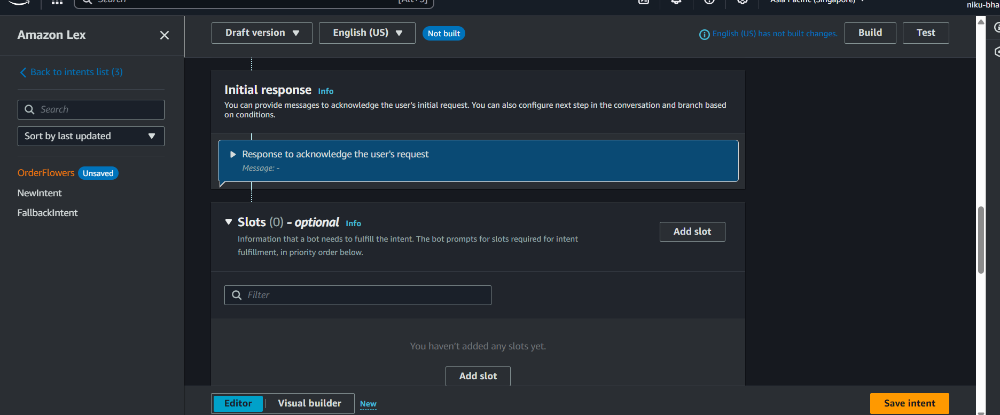 Search
[Alt+S]
Asia Pacific (Singapore)
niku-bha
Amazon Lex
Draft version
English (US)
Not built
English (US) has not built changes.
Build
Test
Back to intents list (3)
Search
Sort by last updated
OrderFlowers Unsaved
NewIntent
FallbackIntent
Initial response Info
You can provide messages to acknowledge the user's initial request. You can also configure next step in the conversation and branch based
on conditions.
Response to acknowledge the user's request
Message: -
Slots (0) - optional Info
Add slot
Information that a bot needs to fulfill the intent. The bot prompts for slots required for intent
fulfillment, in priority order below.
Filter
You haven't added any slots yet.
Add slot
Editor
Visual builder
New
Save intent